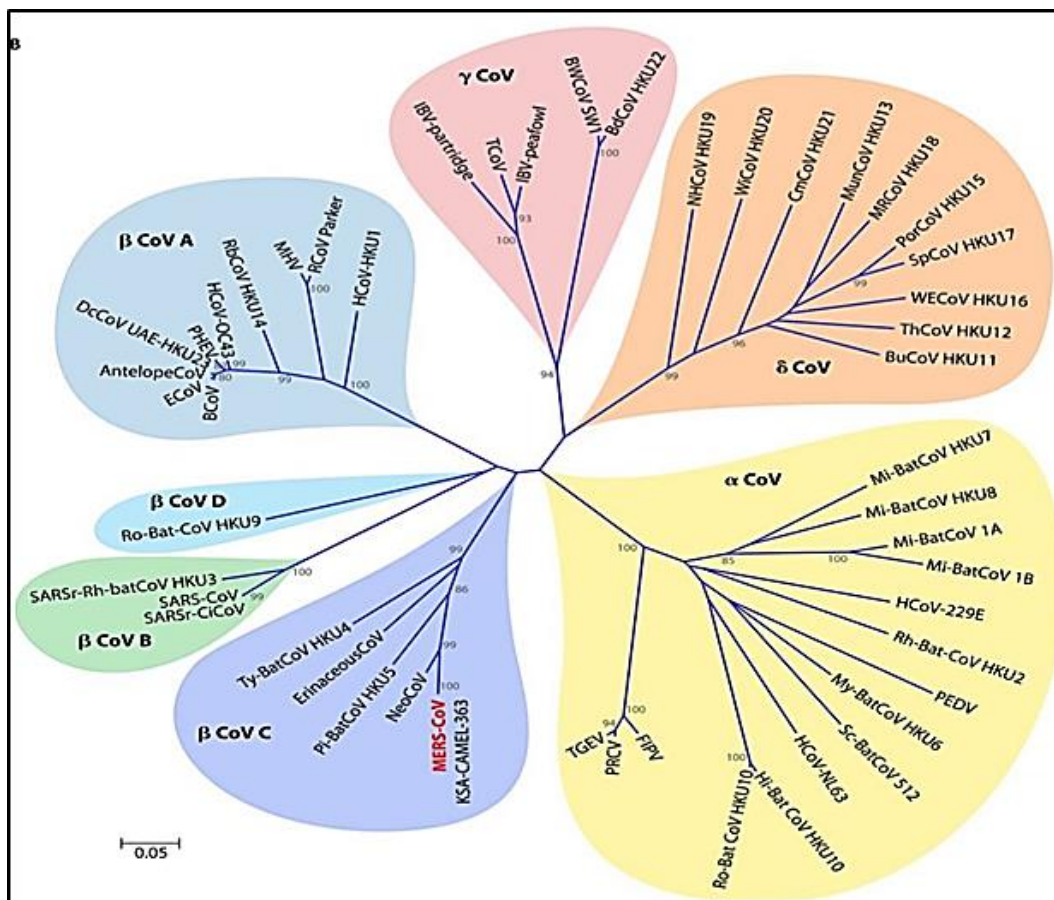 B
γ CoV
IBV-partridge
TCoV
IBV-peafowl
93
100
BWCoV SW1
BdCoV HKU22
100
94
NHCoV HKU19
WiCoV HKU20
CmCoV HKU21
MunCoV HKU13
MRCoV HKU18
PorCoV HKU15
SpCoV HKU17
99
WECoV HKU16
ThCoV HKU12
BuCoV HKU11
96
99
δ CoV
β CoV A
DcCoV UAE-HKU23
PHEV
HCoV-OC43
RbCoV HKU14
MHV
RCoV Parker
HCoV-HKU1
AntelopeCoV
ECoV
BCoV
80
99
99
100
100
β CoV D
Ro-Bat-CoV HKU9
SARSr-Rh-batCoV HKU3
SARS-CoV
SARSr-CiCoV
100
99
β CoV B
99
86
99
100
Ty-BatCoV HKU4
ErinaceousCoV
Pi-BatCoV HKU5
NeoCoV
MERS-CoV
KSA-CAMEL-363
β CoV C
α CoV
Mi-BatCoV HKU7
Mi-BatCoV HKU8
Mi-BatCoV 1A
Mi-BatCoV 1B
85
100
100
HCoV-229E
Rh-Bat-CoV HKU2
PEDV
My-BatCoV HKU6
Sc-BatCoV 512
HCoV-NL63
Hi-Bat CoV HKU10
Ro-Bat CoV HKU10
100
100
94
TGEV
PRCV
FIPV
0.05